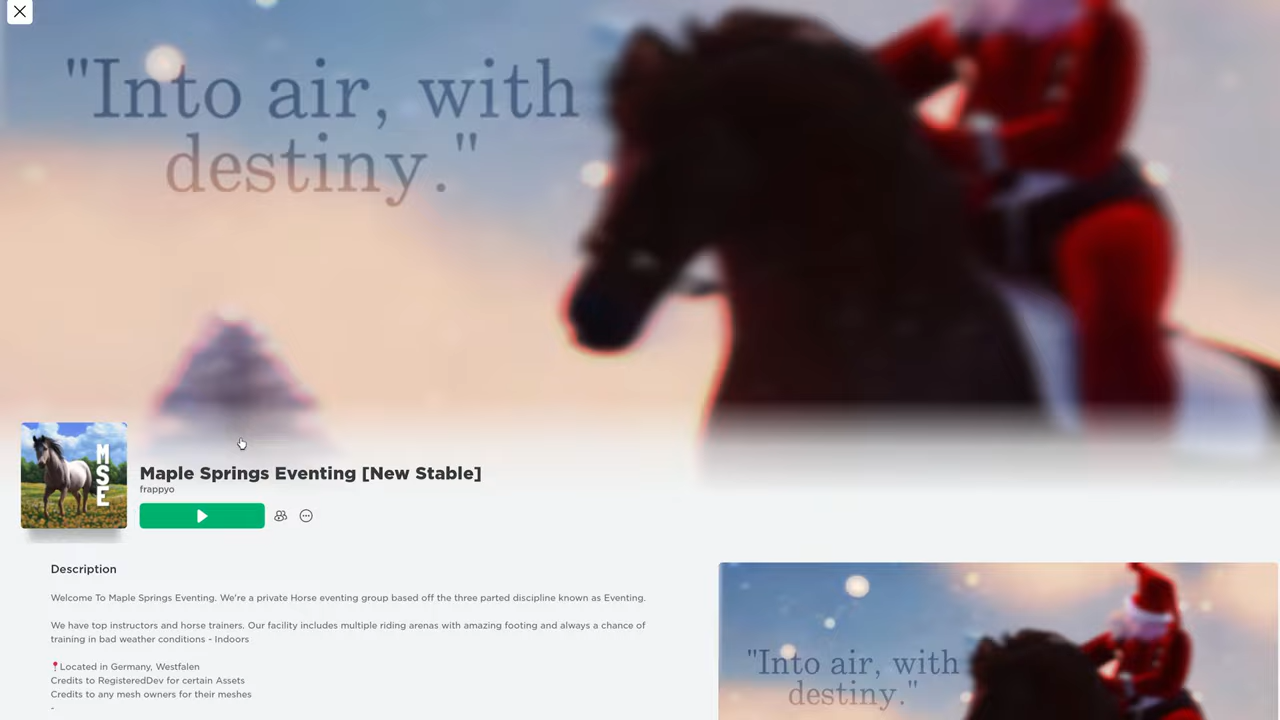 "Into air, with
destiny."
MSE
Maple Springs Eventing [New Stable]
frappyo
Description
Welcome To Maple Springs Eventing. We're a private Horse eventing group based off the three parted discipline known as Eventing.
We have top instructors and horse trainers. Our facility includes multiple riding arenas with amazing footing and always a chance of
training in bad weather conditions - Indoors
📍Located in Germany, Westfalen
Credits to RegisteredDev for certain Assets
Credits to any mesh owners for their meshes
-
"Into air, with
destiny."